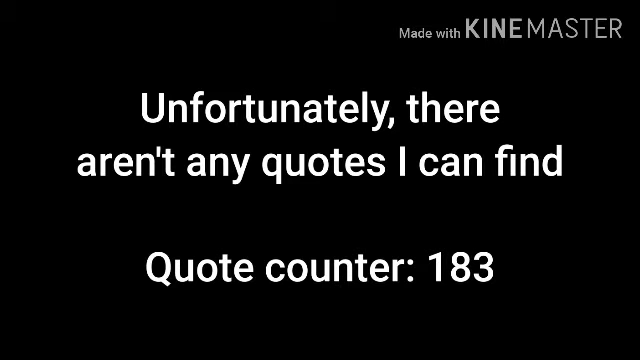 Made with KINEMASTER
Unfortunately, there
aren't any quotes I can find
Quote counter: 183